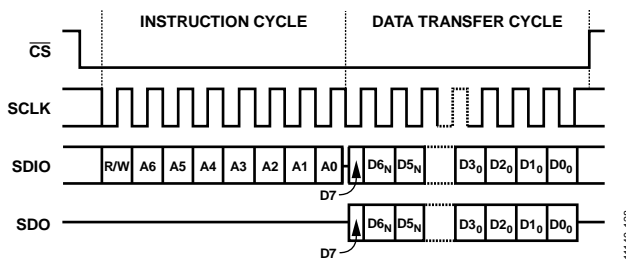 INSTRUCTION CYCLE DATA TRANSFER CYCLE
CS
SCLK
SDIO R/W A6 A5 A4 A3 A2 A1 A0 D6N D5N D30 D20 D10 D00
D7
SDO D6N D5N D30 D20 D10 D00
D7